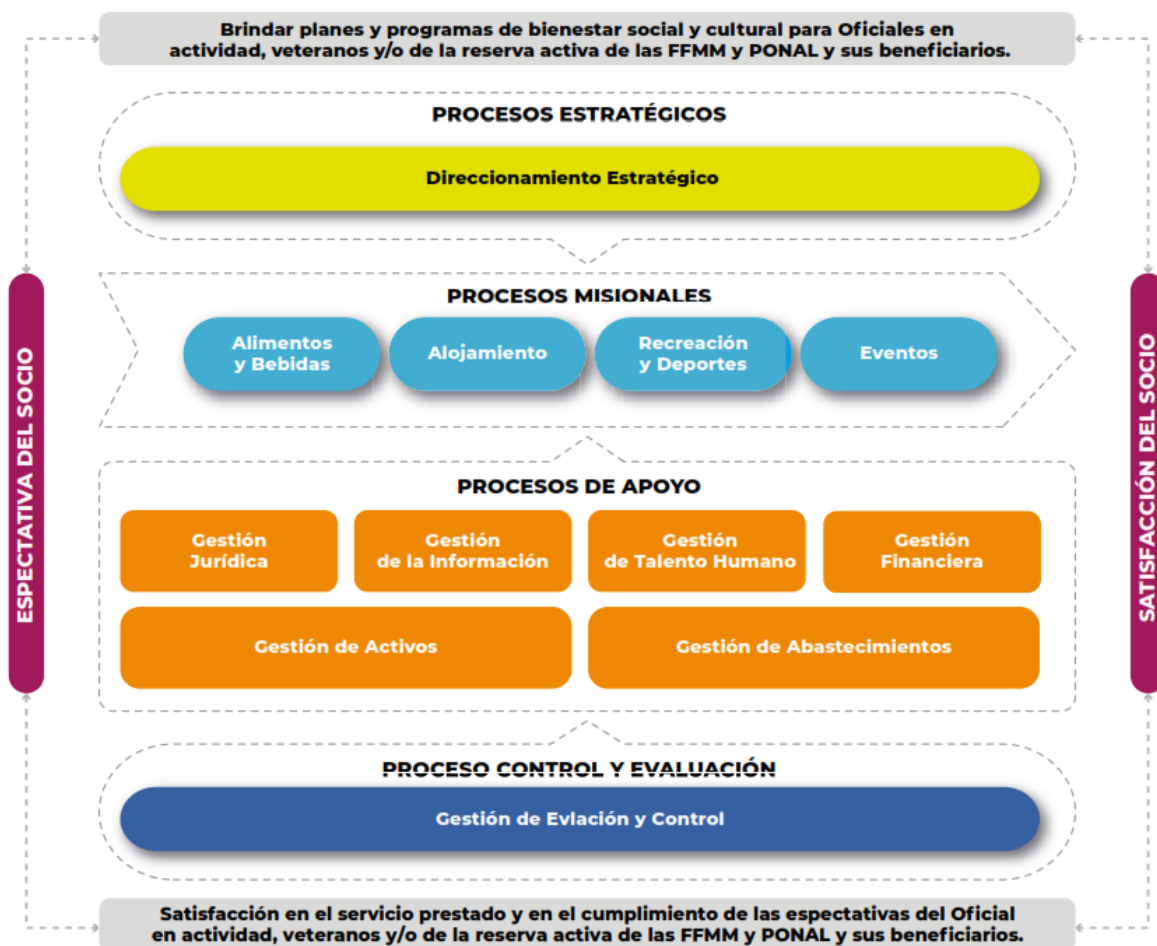 Brindar planes y programas de bienestar social y cultural para Oficiales en
actividad, veteranos y/o de la reserva activa de las FFMM y PONAL y sus beneficiarios.
PROCESOS ESTRATÉGICOS
Direccionamiento Estratégico
ESPECTATIVA DEL SOCIO
PROCESOS MISIONALES
Alimentos
y Bebidas
Alojamiento
Recreación
y Deportes
Eventos
SATISFACCIÓN DEL SOCIO
PROCESOS DE APOYO
Gestión
Jurídica
Gestión
de la Información
Gestión
de Talento Humano
Gestión
Financiera
Gestión de Activos
Gestión de Abastecimientos
PROCESO CONTROL Y EVALUACIÓN
Gestión de Evlación y Control
Satisfacción en el servicio prestado y en el cumplimiento de las espectativas del Oficial
en actividad, veteranos y/o de la reserva activa de las FFMM y PONAL y sus beneficiarios.